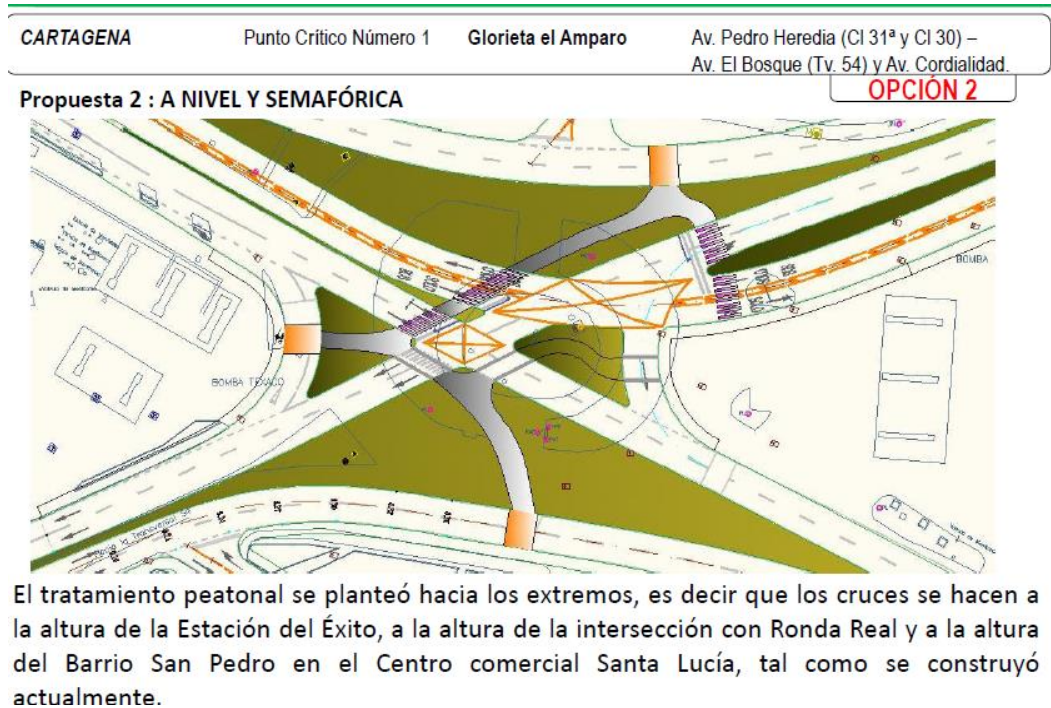 CARTAGENA Punto Crítico Número 1 Glorieta el Amparo Av. Pedro Heredia (Cl 31ª y Cl 30) –
Av. El Bosque (Tv. 54) y Av. Cordialidad.
OPCIÓN 2
Propuesta 2 : A NIVEL Y SEMAFÓRICA
BOMBA
BOMBA TEXACO
El tratamiento peatonal se planteó hacia los extremos, es decir que los cruces se hacen a
la altura de la Estación del Éxito, a la altura de la intersección con Ronda Real y a la altura
del Barrio San Pedro en el Centro comercial Santa Lucía, tal como se construyó
actualmente.